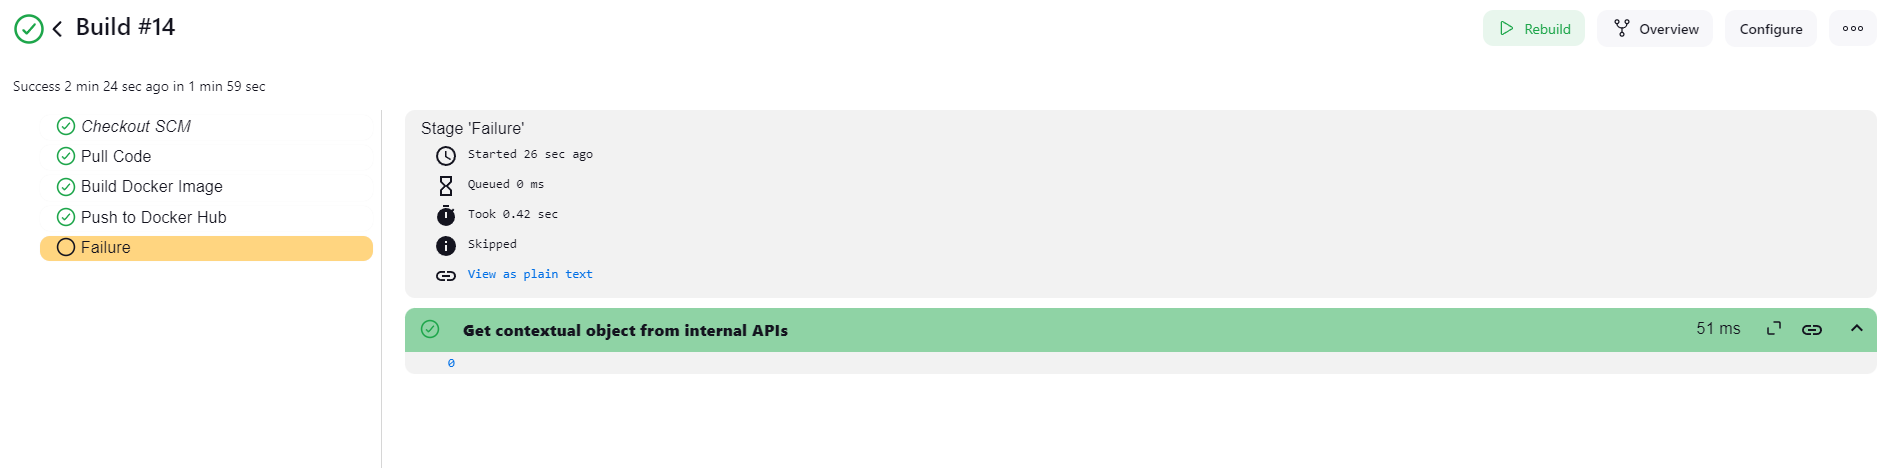 Build #14
Rebuild
Overview
Configure
Success 2 min 24 sec ago in 1 min 59 sec
Checkout SCM
Pull Code
Build Docker Image
Push to Docker Hub
Failure
Stage 'Failure'
Started 26 sec ago
Queued 0 ms
Took 0.42 sec
Skipped
View as plain text
Get contextual object from internal APIs
51 ms
0